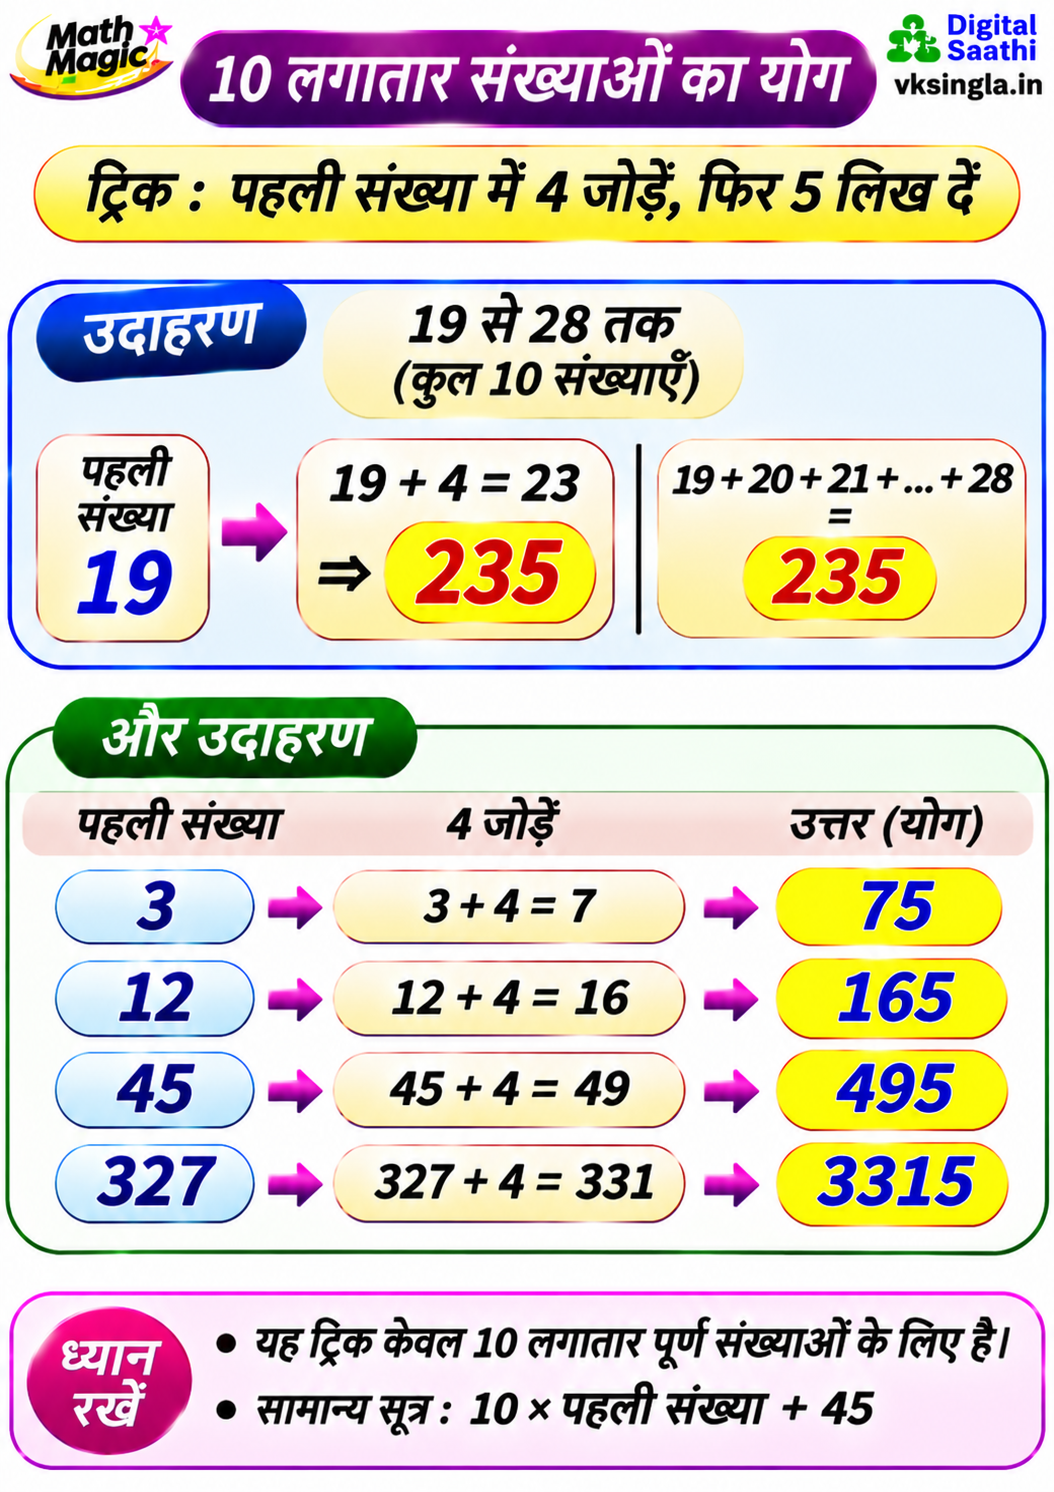 Math
Magic
10 लगातार संख्याओं का योग
Digital
Saathi
vksingla.in
ट्रिक : पहली संख्या में 4 जोड़ें, फिर 5 लिख दें
उदाहरण
19 से 28 तक
(कुल 10 संख्याएँ)
पहली
संख्या
19
19 + 4 = 23
⇒ 235
19 + 20 + 21 + ... + 28
=
235
और उदाहरण
पहली संख्या 4 जोड़ें उत्तर (योग)
3 3 + 4 = 7 75
12 12 + 4 = 16 165
45 45 + 4 = 49 495
327 327 + 4 = 331 3315
ध्यान
रखें
• यह ट्रिक केवल 10 लगातार पूर्ण संख्याओं के लिए है।
• सामान्य सूत्र : 10 × पहली संख्या + 45